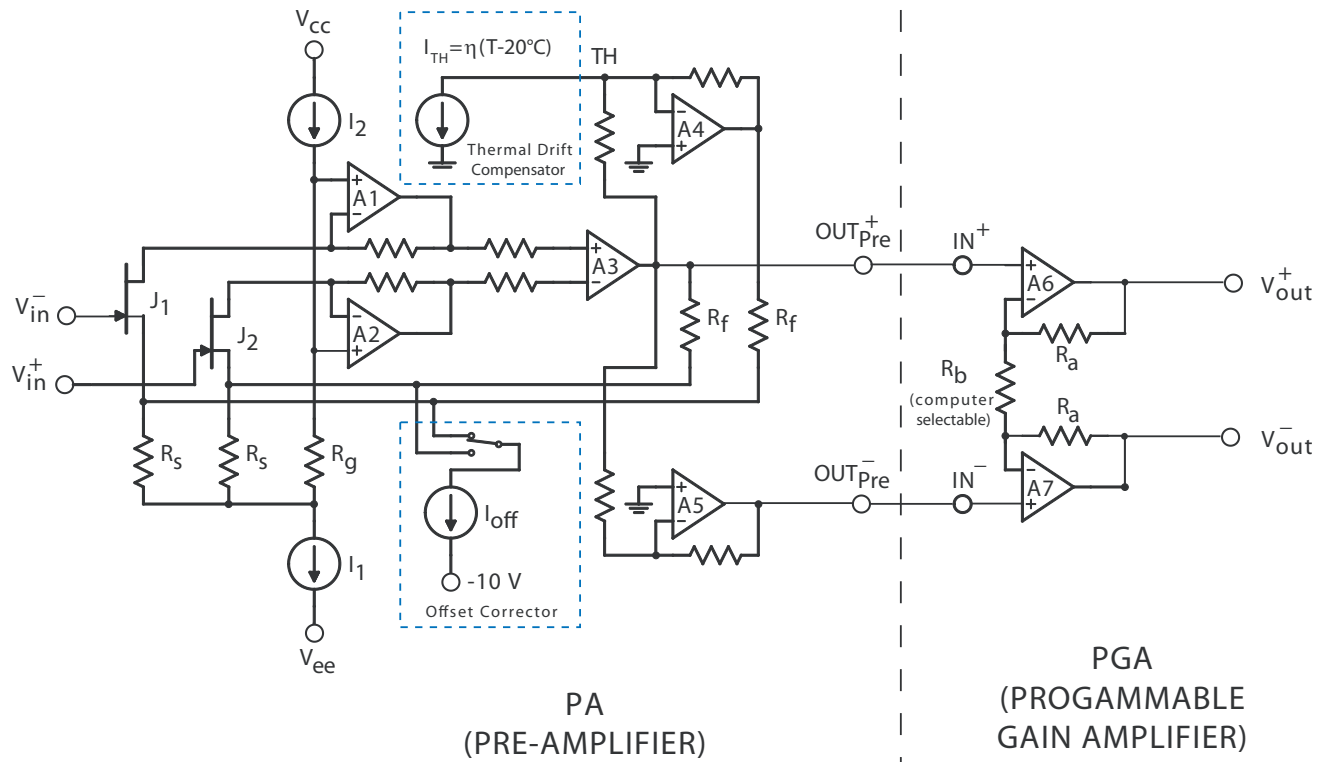 Vcc
I_TH=η(T-20°C)
TH
I2
Thermal Drift
Compensator
-
A4
+
+
A1
-
OUT+Pre
IN+
+
A3
-
+
A6
-
V+out
V-in
J1
J2
-
A2
+
Rf
Rf
Ra
V+in
Rb
(computer
selectable)
Ra
V-out
Rs
Rs
Rg
OUT-Pre
IN-
+
A5
-
-
A7
+
Ioff
I1
-10 V
Offset Corrector
Vee
PA
(PRE-AMPLIFIER)
PGA
(PROGAMMABLE
GAIN AMPLIFIER)